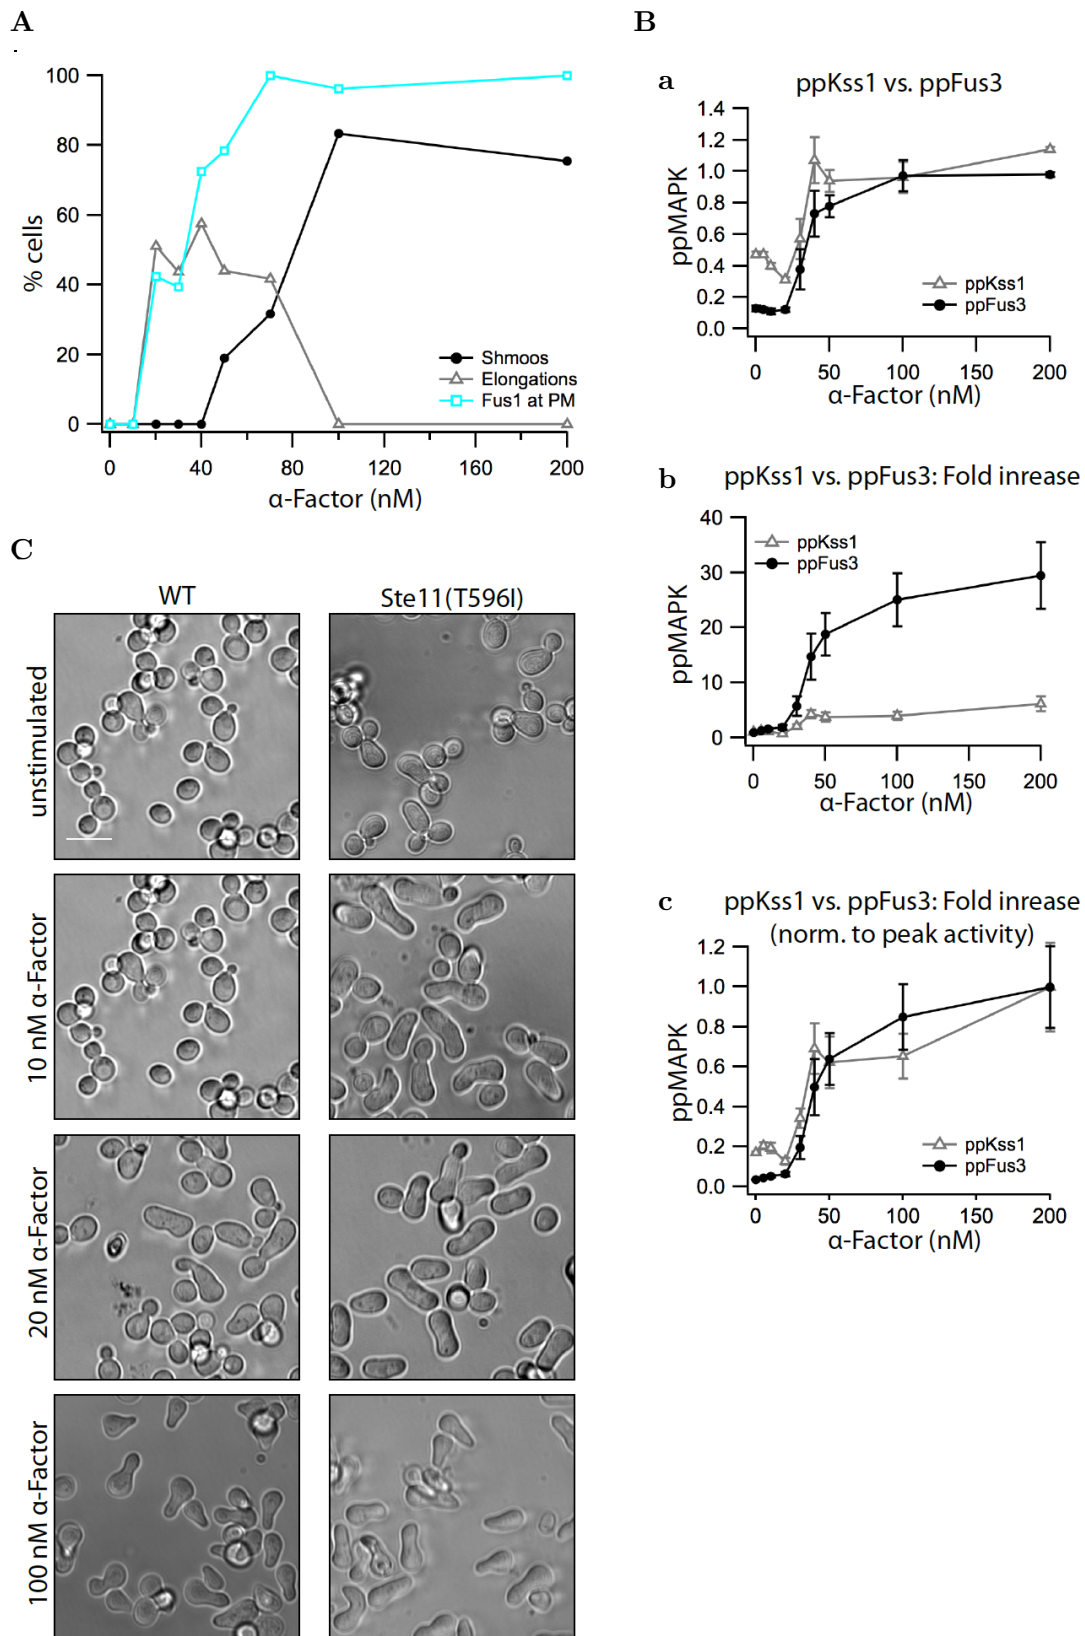 A
100
80
60
40
20
0
% cells
Shmoos
Elongations
Fus1 at PM
0 40 80 120 160 200
α-Factor (nM)
B
a
ppKss1 vs. ppFus3
1.4
1.2
1.0
0.8
0.6
0.4
0.2
0.0
ppMAPK
ppKss1
ppFus3
0 50 100 150 200
α-Factor (nM)
b
ppKss1 vs. ppFus3: Fold inrease
40
30
20
10
0
ppMAPK
ppKss1
ppFus3
0 50 100 150 200
α-Factor (nM)
c
ppKss1 vs. ppFus3: Fold inrease
(norm. to peak activity)
1.2
1.0
0.8
0.6
0.4
0.2
0.0
ppMAPK
ppKss1
ppFus3
0 50 100 150 200
α-Factor (nM)
C
WT Ste11(T596I)
unstimulated
10 nM α-Factor
20 nM α-Factor
100 nM α-Factor